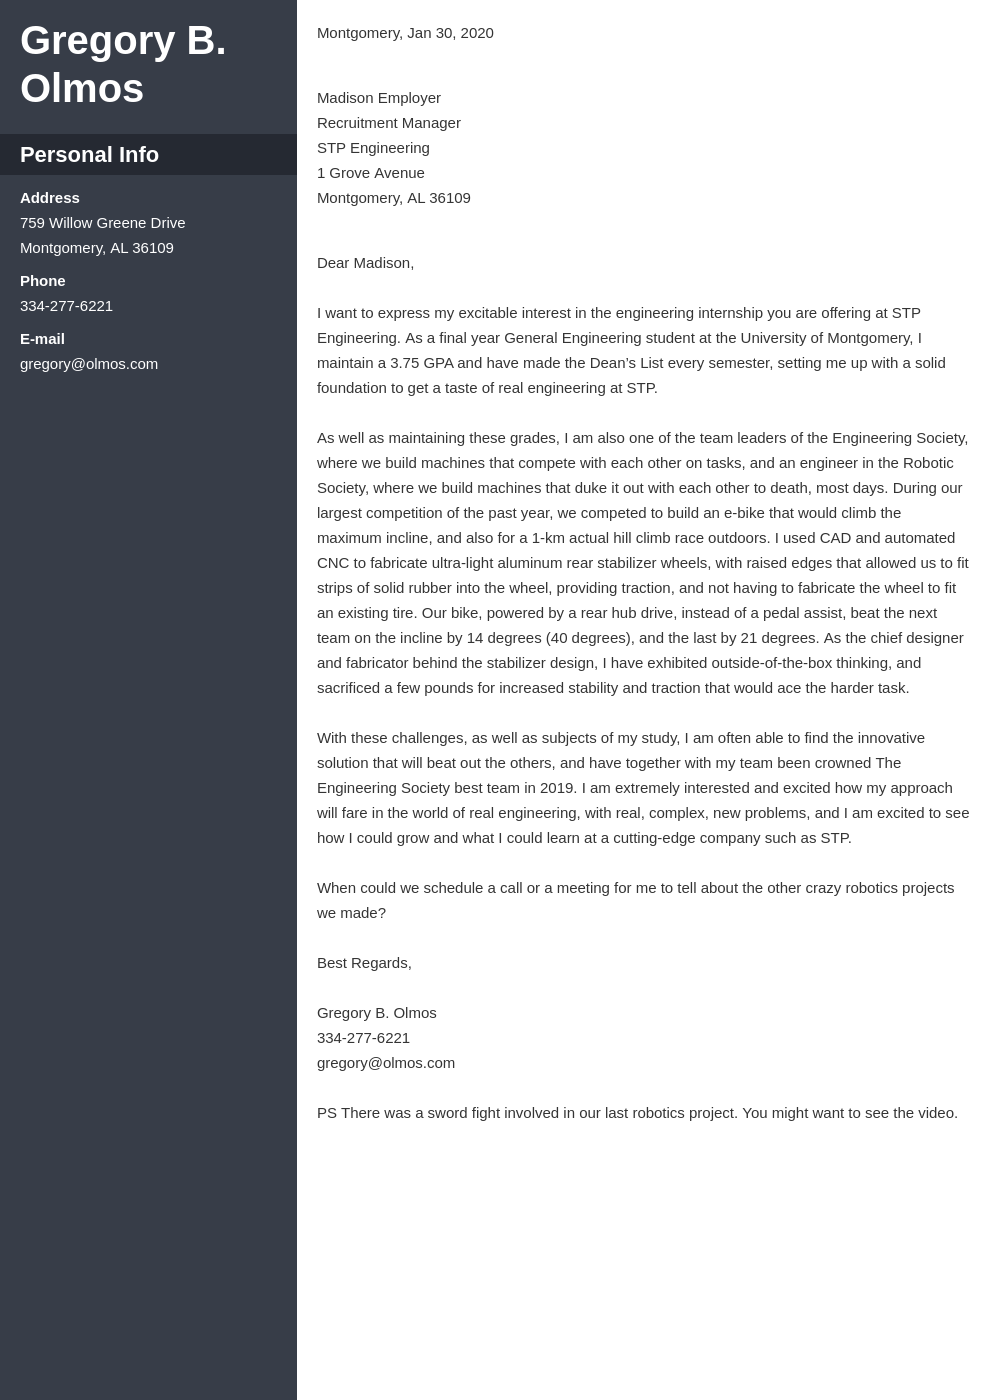 Gregory B.
Olmos
Personal Info
Address
759 Willow Greene Drive
Montgomery, AL 36109
Phone
334-277-6221
E-mail
gregory@olmos.com
Montgomery, Jan 30, 2020
Madison Employer
Recruitment Manager
STP Engineering
1 Grove Avenue
Montgomery, AL 36109
Dear Madison,
I want to express my excitable interest in the engineering internship you are offering at STP
Engineering. As a final year General Engineering student at the University of Montgomery, I
maintain a 3.75 GPA and have made the Dean’s List every semester, setting me up with a solid
foundation to get a taste of real engineering at STP.
As well as maintaining these grades, I am also one of the team leaders of the Engineering Society,
where we build machines that compete with each other on tasks, and an engineer in the Robotic
Society, where we build machines that duke it out with each other to death, most days. During our
largest competition of the past year, we competed to build an e-bike that would climb the
maximum incline, and also for a 1-km actual hill climb race outdoors. I used CAD and automated
CNC to fabricate ultra-light aluminum rear stabilizer wheels, with raised edges that allowed us to fit
strips of solid rubber into the wheel, providing traction, and not having to fabricate the wheel to fit
an existing tire. Our bike, powered by a rear hub drive, instead of a pedal assist, beat the next
team on the incline by 14 degrees (40 degrees), and the last by 21 degrees. As the chief designer
and fabricator behind the stabilizer design, I have exhibited outside-of-the-box thinking, and
sacrificed a few pounds for increased stability and traction that would ace the harder task.
With these challenges, as well as subjects of my study, I am often able to find the innovative
solution that will beat out the others, and have together with my team been crowned The
Engineering Society best team in 2019. I am extremely interested and excited how my approach
will fare in the world of real engineering, with real, complex, new problems, and I am excited to see
how I could grow and what I could learn at a cutting-edge company such as STP.
When could we schedule a call or a meeting for me to tell about the other crazy robotics projects
we made?
Best Regards,
Gregory B. Olmos
334-277-6221
gregory@olmos.com
PS There was a sword fight involved in our last robotics project. You might want to see the video.